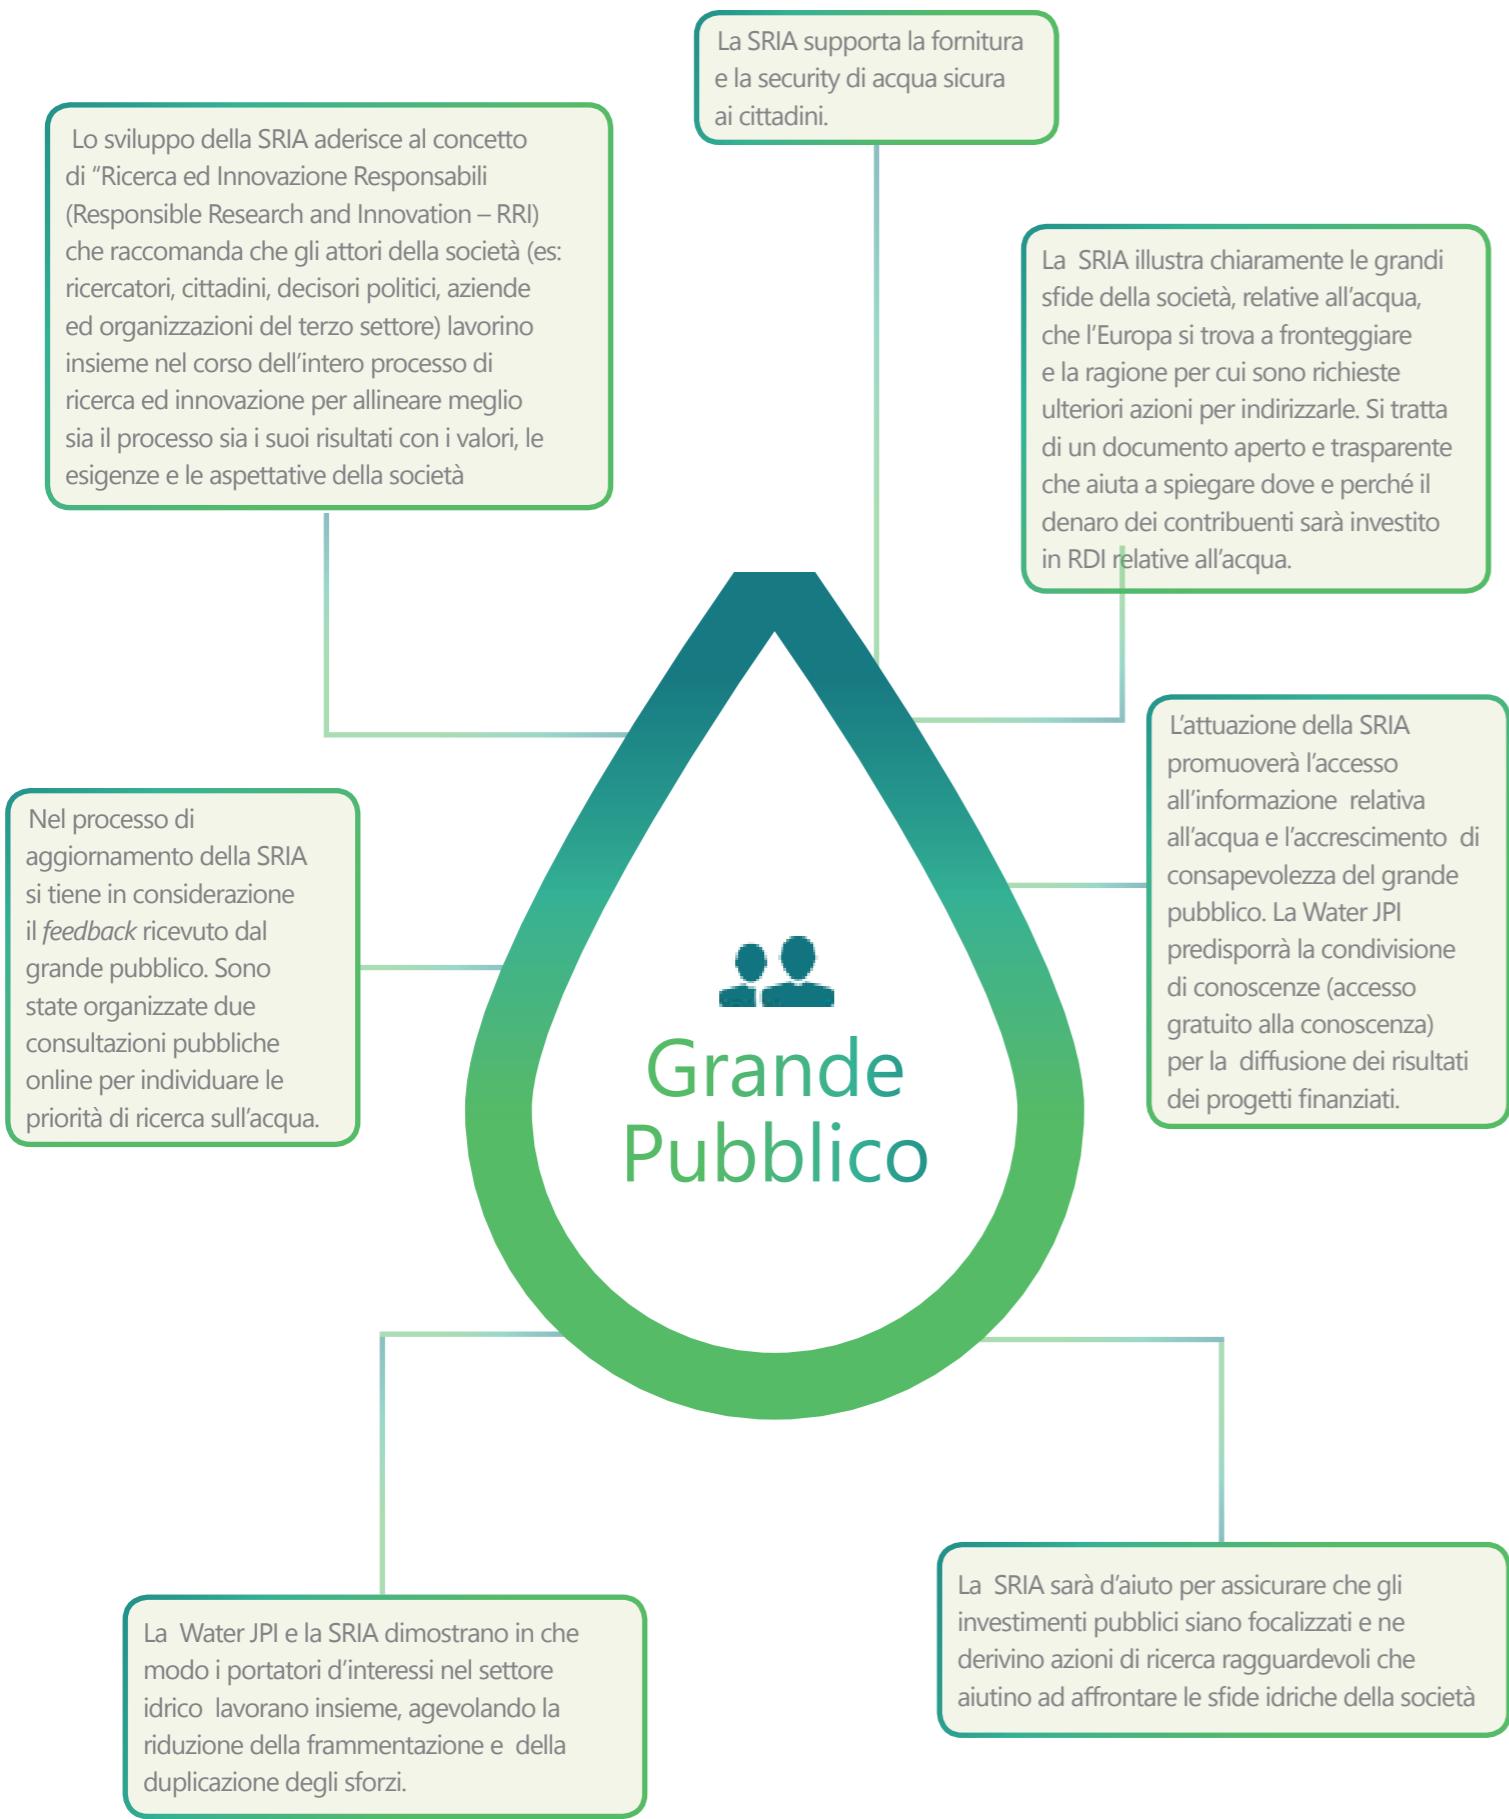 La SRIA supporta la fornitura
e la security di acqua sicura
ai cittadini.
Lo sviluppo della SRIA aderisce al concetto
di “Ricerca ed Innovazione Responsabili
(Responsible Research and Innovation – RRI)
che raccomanda che gli attori della società (es:
ricercatori, cittadini, decisori politici, aziende
ed organizzazioni del terzo settore) lavorino
insieme nel corso dell’intero processo di
ricerca ed innovazione per allineare meglio
sia il processo sia i suoi risultati con i valori, le
esigenze e le aspettative della società
La SRIA illustra chiaramente le grandi
sfide della società, relative all’acqua,
che l’Europa si trova a fronteggiare
e la ragione per cui sono richieste
ulteriori azioni per indirizzarle. Si tratta
di un documento aperto e trasparente
che aiuta a spiegare dove e perché il
denaro dei contribuenti sarà investito
in RDI relative all’acqua.
L’attuazione della SRIA
promuoverà l’accesso
all’informazione relativa
all’acqua e l’accrescimento di
consapevolezza del grande
pubblico. La Water JPI
predisporrà la condivisione
di conoscenze (accesso
gratuito alla conoscenza)
per la diffusione dei risultati
dei progetti finanziati.
Nel processo di
aggiornamento della SRIA
si tiene in considerazione
il feedback ricevuto dal
grande pubblico. Sono
state organizzate due
consultazioni pubbliche
online per individuare le
priorità di ricerca sull’acqua.
Grande
Pubblico
La SRIA sarà d’aiuto per assicurare che gli
investimenti pubblici siano focalizzati e ne
derivino azioni di ricerca ragguardevoli che
aiutino ad affrontare le sfide idriche della società
La Water JPI e la SRIA dimostrano in che
modo i portatori d’interessi nel settore
idrico lavorano insieme, agevolando la
riduzione della frammentazione e della
duplicazione degli sforzi.